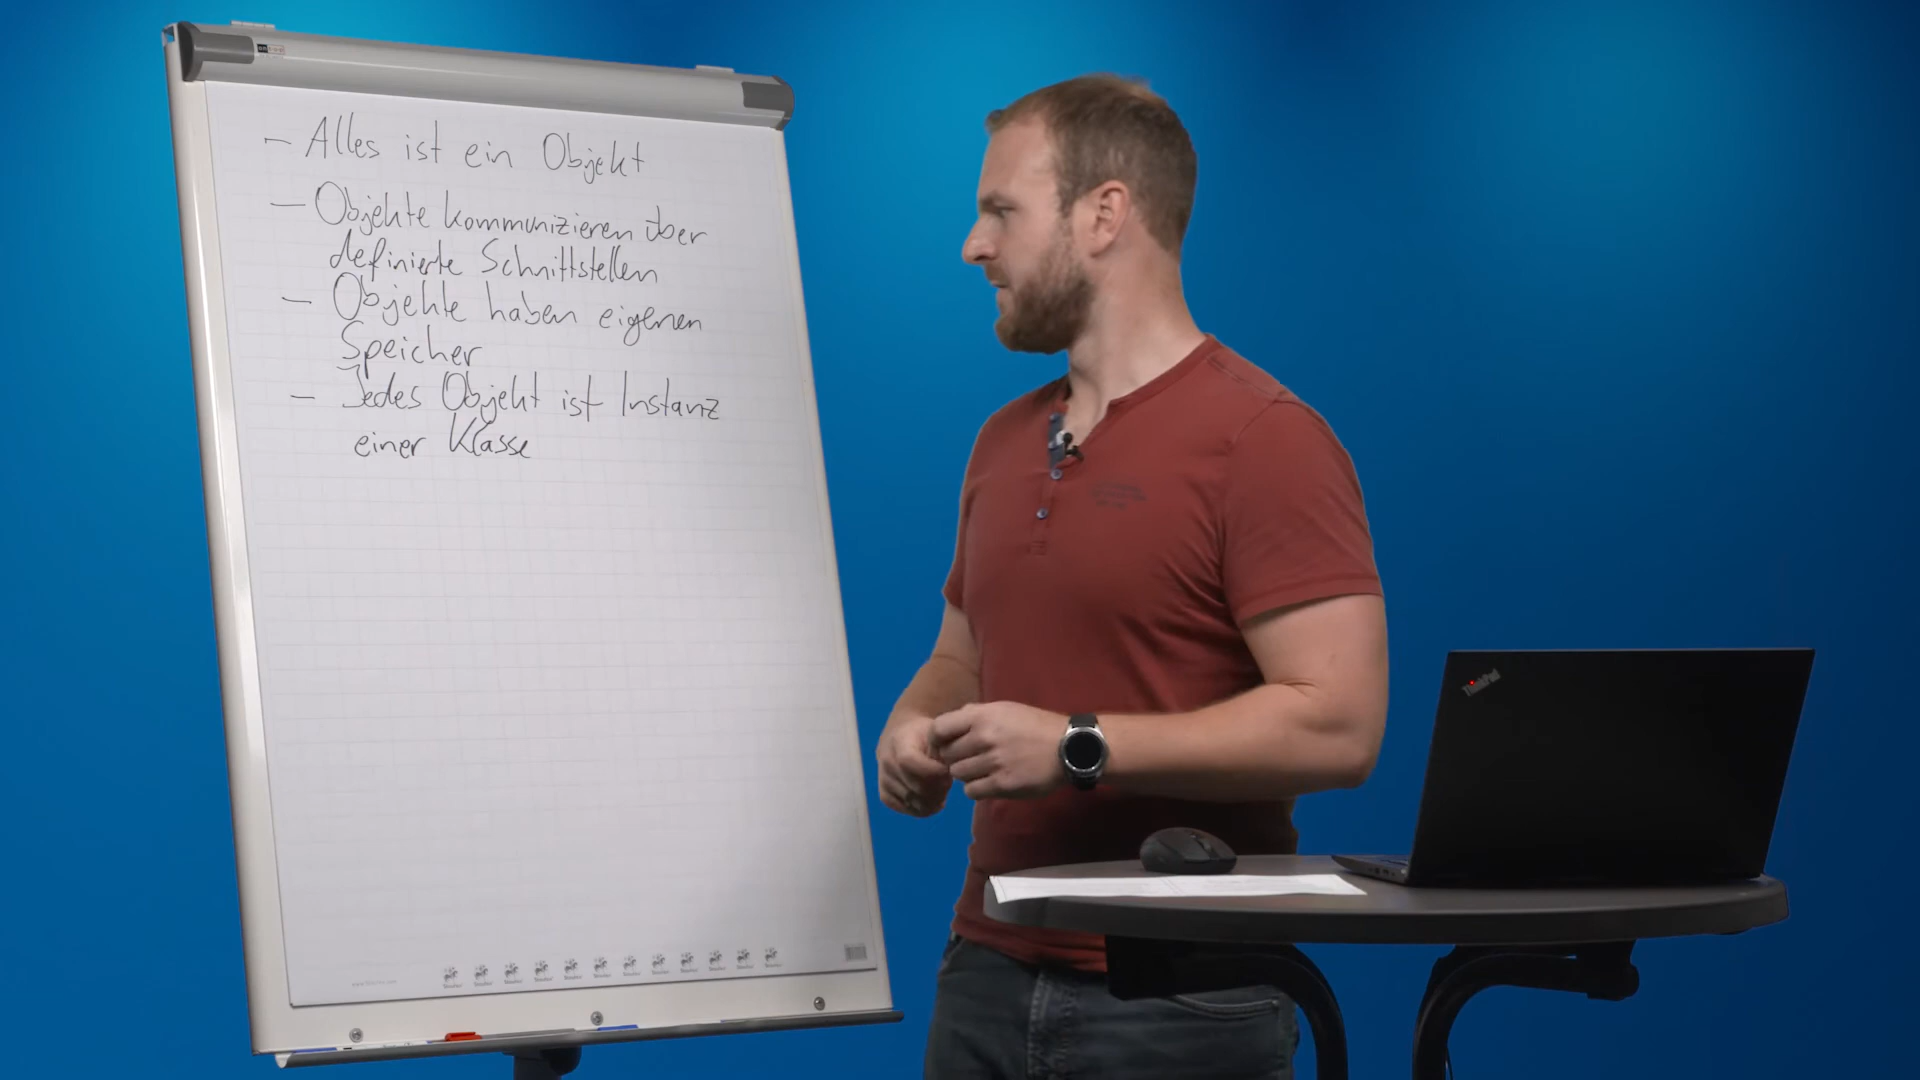 - Alles ist ein Objekt
- Objekte kommunizieren über
definierte Schnittstellen
- Objekte haben eigenen
Speicher
- Jedes Objekt ist Instanz
einer Klasse
ThinkPad